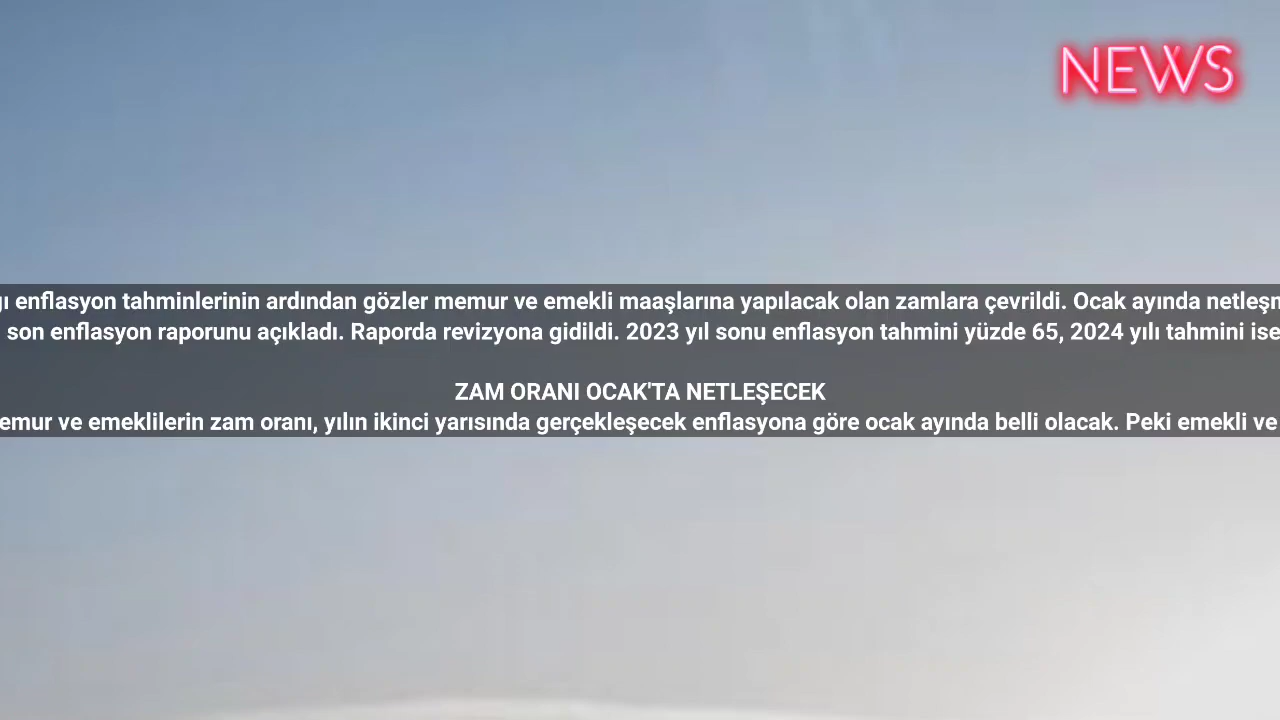 NEWS
enflasyon tahminlerinin ardından gözler memur ve emekli maaşlarına yapılacak olan zamlara çevrildi. Ocak ayında
son enflasyon raporunu açıkladı. Raporda revizyona gidildi. 2023 yıl sonu enflasyon tahmini yüzde 65, 2024 yılı tahmini ise
ZAM ORANI OCAK'TA NETLEŞECEK
ve emeklilerin zam oranı, yılın ikinci yarısında gerçekleşecek enflasyona göre ocak ayında belli olacak. Peki emekli ve